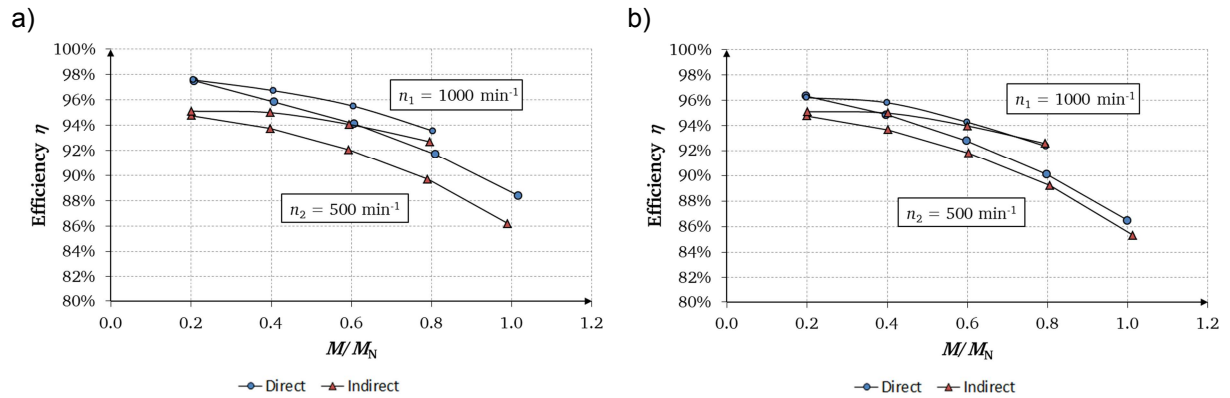 a)
100%
98%
96%
94%
92%
90%
88%
86%
84%
82%
80%
Efficiency η
n₁ = 1000 min⁻¹
n₂ = 500 min⁻¹
0.0 0.2 0.4 0.6 0.8 1.0 1.2
M/M_N
Direct Indirect
b)
100%
98%
96%
94%
92%
90%
88%
86%
84%
82%
80%
Efficiency η
n₁ = 1000 min⁻¹
n₂ = 500 min⁻¹
0.0 0.2 0.4 0.6 0.8 1.0 1.2
M/M_N
Direct Indirect